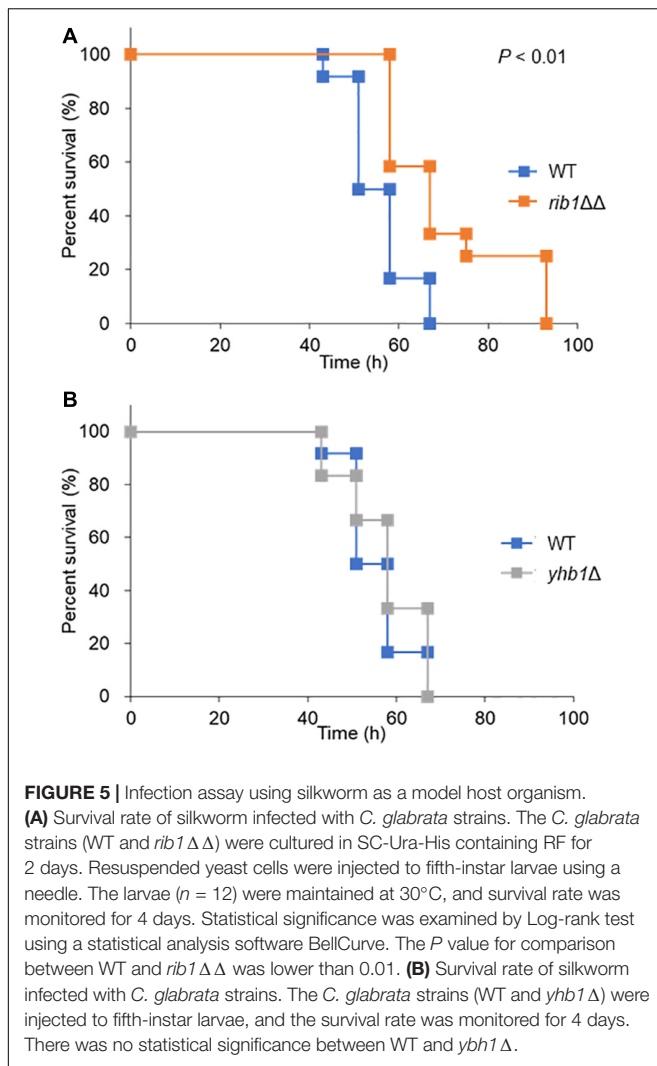 A
100
80
60
40
20
0
Percent survival (%)
P < 0.01
WT
rib1ΔΔ
0 20 40 60 80 100
Time (h)
B
100
80
60
40
20
0
Percent survival (%)
WT
yhb1Δ
0 20 40 60 80 100
Time (h)
FIGURE 5 | Infection assay using silkworm as a model host organism.
(A) Survival rate of silkworm infected with C. glabrata strains. The C. glabrata
strains (WT and rib1ΔΔ) were cultured in SC-Ura-His containing RF for
2 days. Resuspended yeast cells were injected to fifth-instar larvae using a
needle. The larvae (n = 12) were maintained at 30°C, and survival rate was
monitored for 4 days. Statistical significance was examined by Log-rank test
using a statistical analysis software BellCurve. The P value for comparison
between WT and rib1ΔΔ was lower than 0.01. (B) Survival rate of silkworm
infected with C. glabrata strains. The C. glabrata strains (WT and yhb1Δ) were
injected to fifth-instar larvae, and the survival rate was monitored for 4 days.
There was no statistical significance between WT and ybh1Δ.